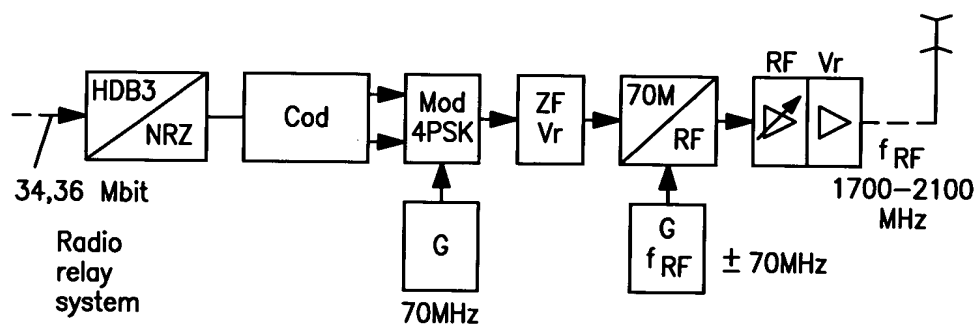 HDB3
NRZ
Cod
Mod
4PSK
ZF
Vr
70M
RF
RF Vr
f RF
1700-2100
MHz
34,36 Mbit
Radio
relay
system
G
70MHz
G
f RF
± 70MHz